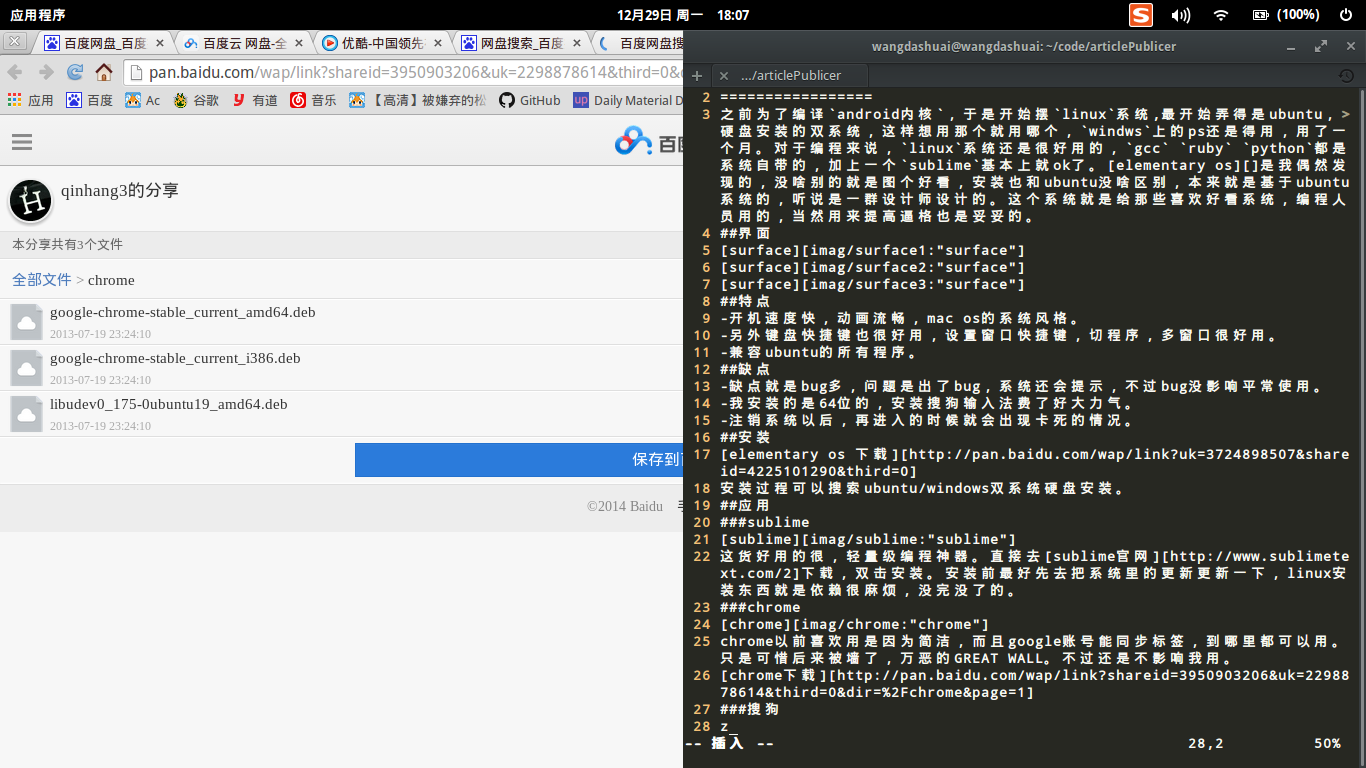 应用程序
12月29日 周一 18:07
(100%)
百度网盘_百度
百度云 网盘-全
优酷-中国领先
网盘搜索_百度
百度网盘搜
pan.baidu.com/wap/link?shareid=3950903206&uk=2298878614&third=0&
应用
百度
Ac
谷歌
有道
音乐
【高清】被嫌弃的松
GitHub
Daily Material D
qinhang3的分享
本分享共有3个文件
全部文件 > chrome
google-chrome-stable_current_amd64.deb
2013-07-19 23:24:10
google-chrome-stable_current_i386.deb
2013-07-19 23:24:10
libudev0_175-0ubuntu19_amd64.deb
2013-07-19 23:24:10
保存到
©2014 Baidu
wangdashuai@wangdashuai: ~/code/articlePublicer
.../articlePublicer
2 =================
3 之前为了编译`android内核`，于是开始摆`linux`系统,最开始弄得是ubuntu，>
硬盘安装的双系统，这样想用那个就用哪个，`windws`上的ps还是得用，用了一
个月。对于编程来说，`linux`系统还是很好用的，`gcc` `ruby` `python`都是
系统自带的，加上一个`sublime`基本上就ok了。[elementary os][]是我偶然发
现的，没啥别的就是图个好看，安装也和ubuntu没啥区别，本来就是基于ubuntu
系统的，听说是一群设计师设计的。这个系统就是给那些喜欢好看系统，编程人
员用的，当然用来提高逼格也是妥妥的。
4 ##界面
5 [surface][imag/surface1:"surface"]
6 [surface][imag/surface2:"surface"]
7 [surface][imag/surface3:"surface"]
8 ##特点
9 -开机速度快，动画流畅，mac os的系统风格。
10 -另外键盘快捷键也很好用，设置窗口快捷键，切程序，多窗口很好用。
11 -兼容ubuntu的所有程序。
12 ##缺点
13 -缺点就是bug多，问题是出了bug，系统还会提示，不过bug没影响平常使用。
14 -我安装的是64位的，安装搜狗输入法费了好大力气。
15 -注销系统以后，再进入的时候就会出现卡死的情况。
16 ##安装
17 [elementary os 下载][http://pan.baidu.com/wap/link?uk=3724898507&share
id=4225101290&third=0]
18 安装过程可以搜索ubuntu/windows双系统硬盘安装。
19 ##应用
20 ###sublime
21 [sublime][imag/sublime:"sublime"]
22 这货好用的很，轻量级编程神器。直接去[sublime官网][http://www.sublimete
xt.com/2]下载，双击安装。安装前最好先去把系统里的更新更新一下，linux安
装东西就是依赖很麻烦，没完没了的。
23 ###chrome
24 [chrome][imag/chrome:"chrome"]
25 chrome以前喜欢用是因为简洁，而且google账号能同步标签，到哪里都可以用。
只是可惜后来被墙了，万恶的GREAT WALL。不过还是不影响我用。
26 [chrome下载][http://pan.baidu.com/wap/link?shareid=3950903206&uk=22988
78614&third=0&dir=%2Fchrome&page=1]
27 ###搜狗
28 z_
-- 插入 -- 28,2 50%